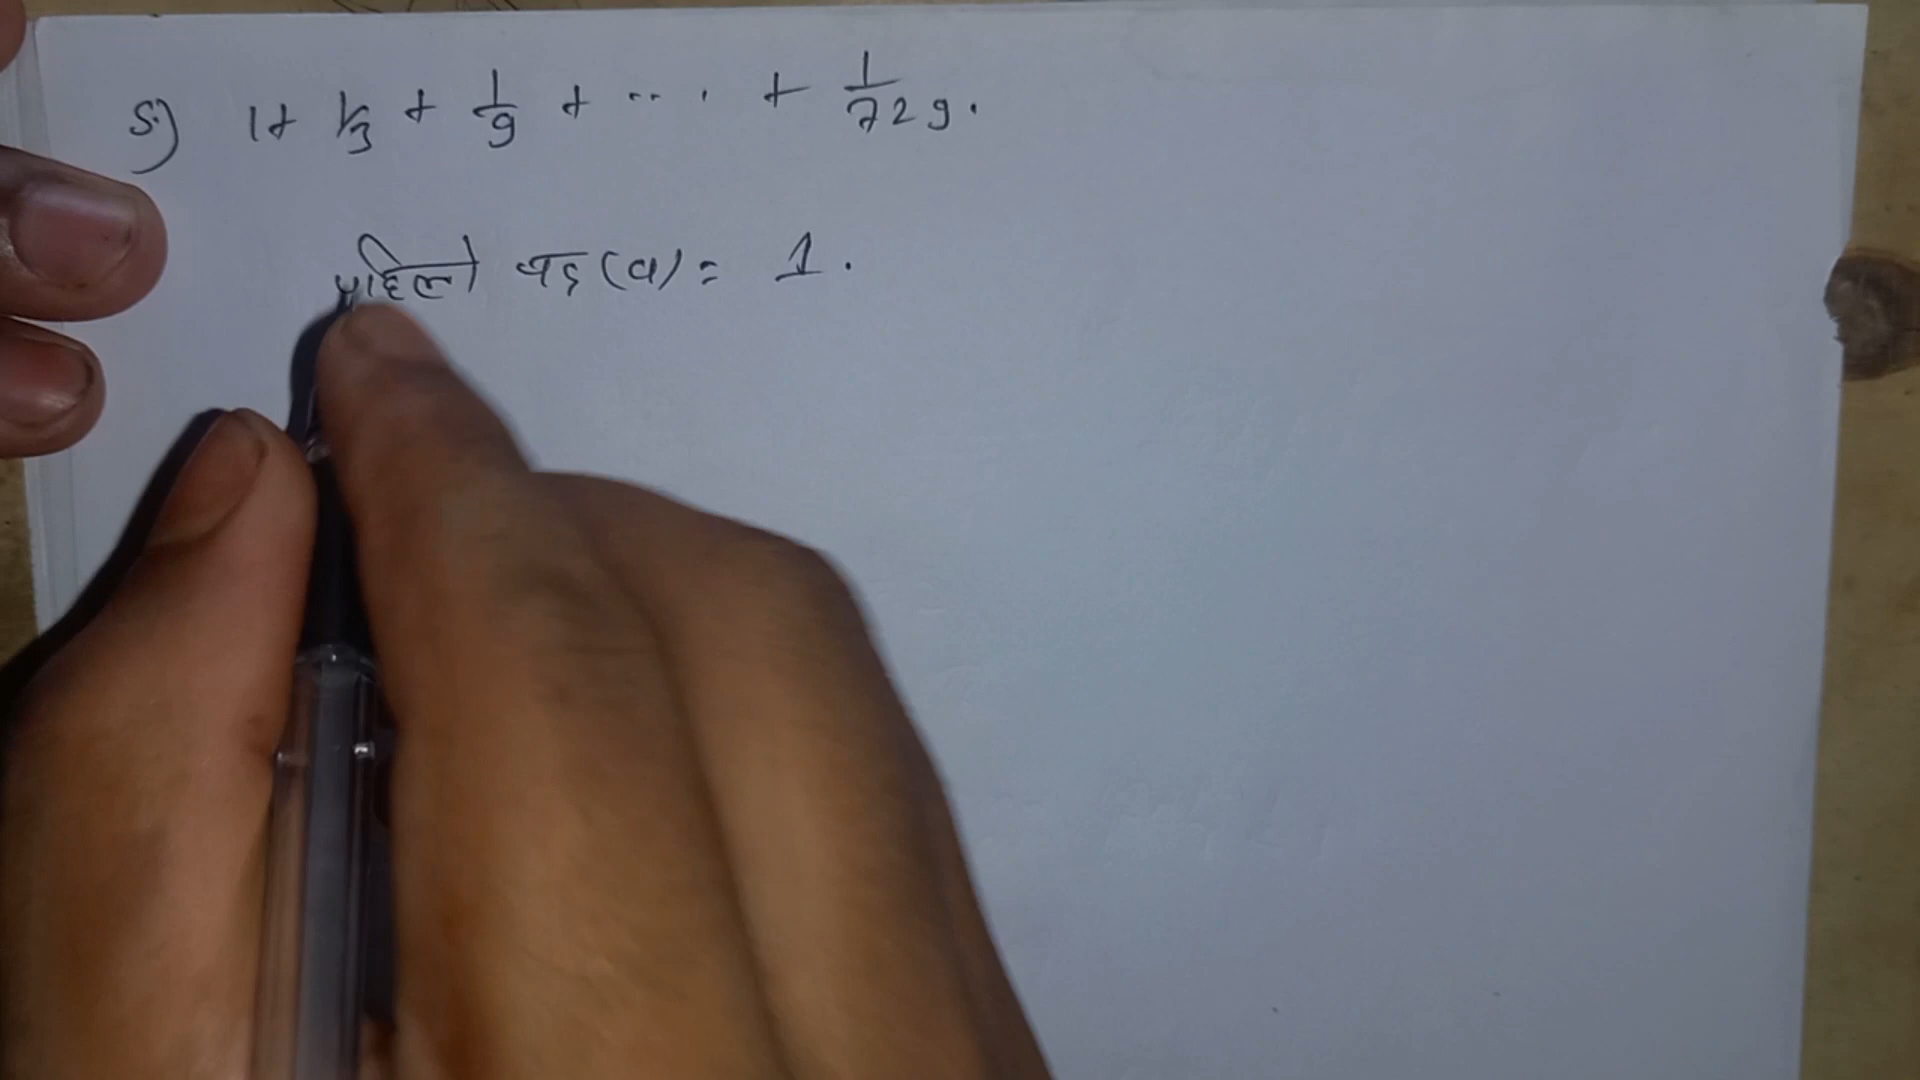 5) 1 + 1/3 + 1/9 + ... . + 1/729.
पहिलो पद (a) = 1.